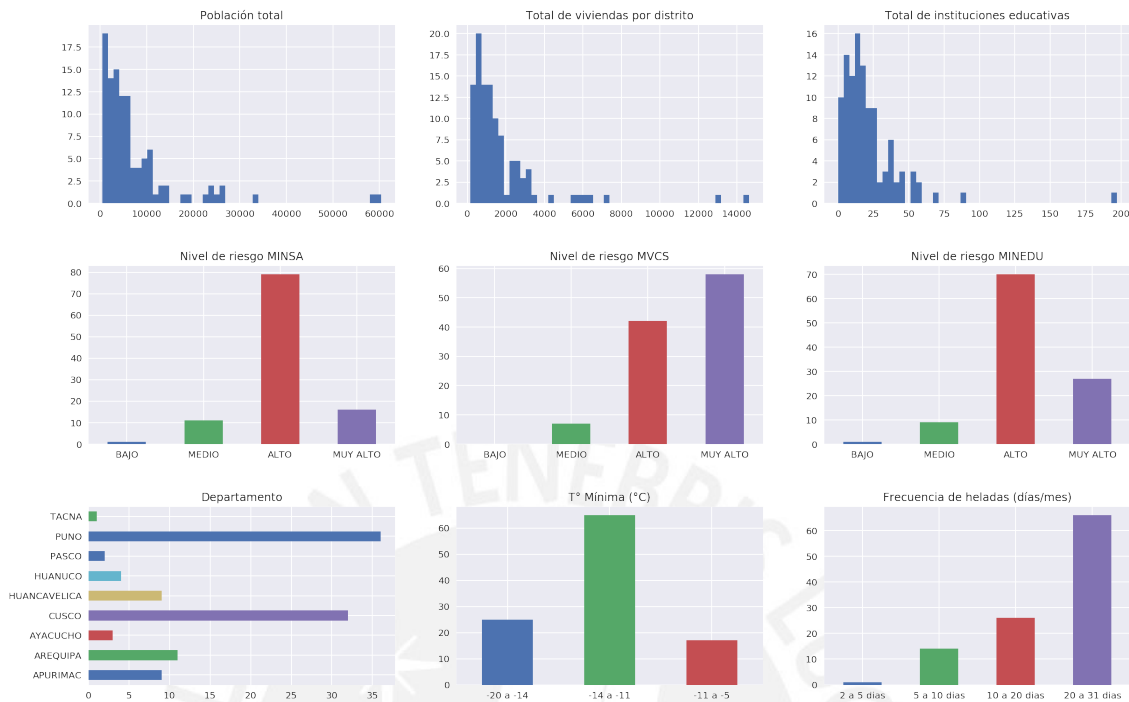 Población total
17.5
15.0
12.5
10.0
7.5
5.0
2.5
0.0
0 10000 20000 30000 40000 50000 60000
Total de viviendas por distrito
20.0
17.5
15.0
12.5
10.0
7.5
5.0
2.5
0.0
0 2000 4000 6000 8000 10000 12000 14000
Total de instituciones educativas
16
14
12
10
8
6
4
2
0
0 25 50 75 100 125 150 175 200
Nivel de riesgo MINSA
80
70
60
50
40
30
20
10
0
BAJO MEDIO ALTO MUY ALTO
Nivel de riesgo MVCS
60
50
40
30
20
10
0
BAJO MEDIO ALTO MUY ALTO
Nivel de riesgo MINEDU
70
60
50
40
30
20
10
0
BAJO MEDIO ALTO MUY ALTO
Departamento
TACNA
PUNO
PASCO
HUANUCO
HUANCAVELICA
CUSCO
AYACUCHO
AREQUIPA
APURIMAC
0 5 10 15 20 25 30 35
T° Mínima (°C)
60
50
40
30
20
10
0
-20 a -14 -14 a -11 -11 a -5
Frecuencia de heladas (días/mes)
60
50
40
30
20
10
0
2 a 5 dias 5 a 10 dias 10 a 20 dias 20 a 31 dias
TENEBRIS